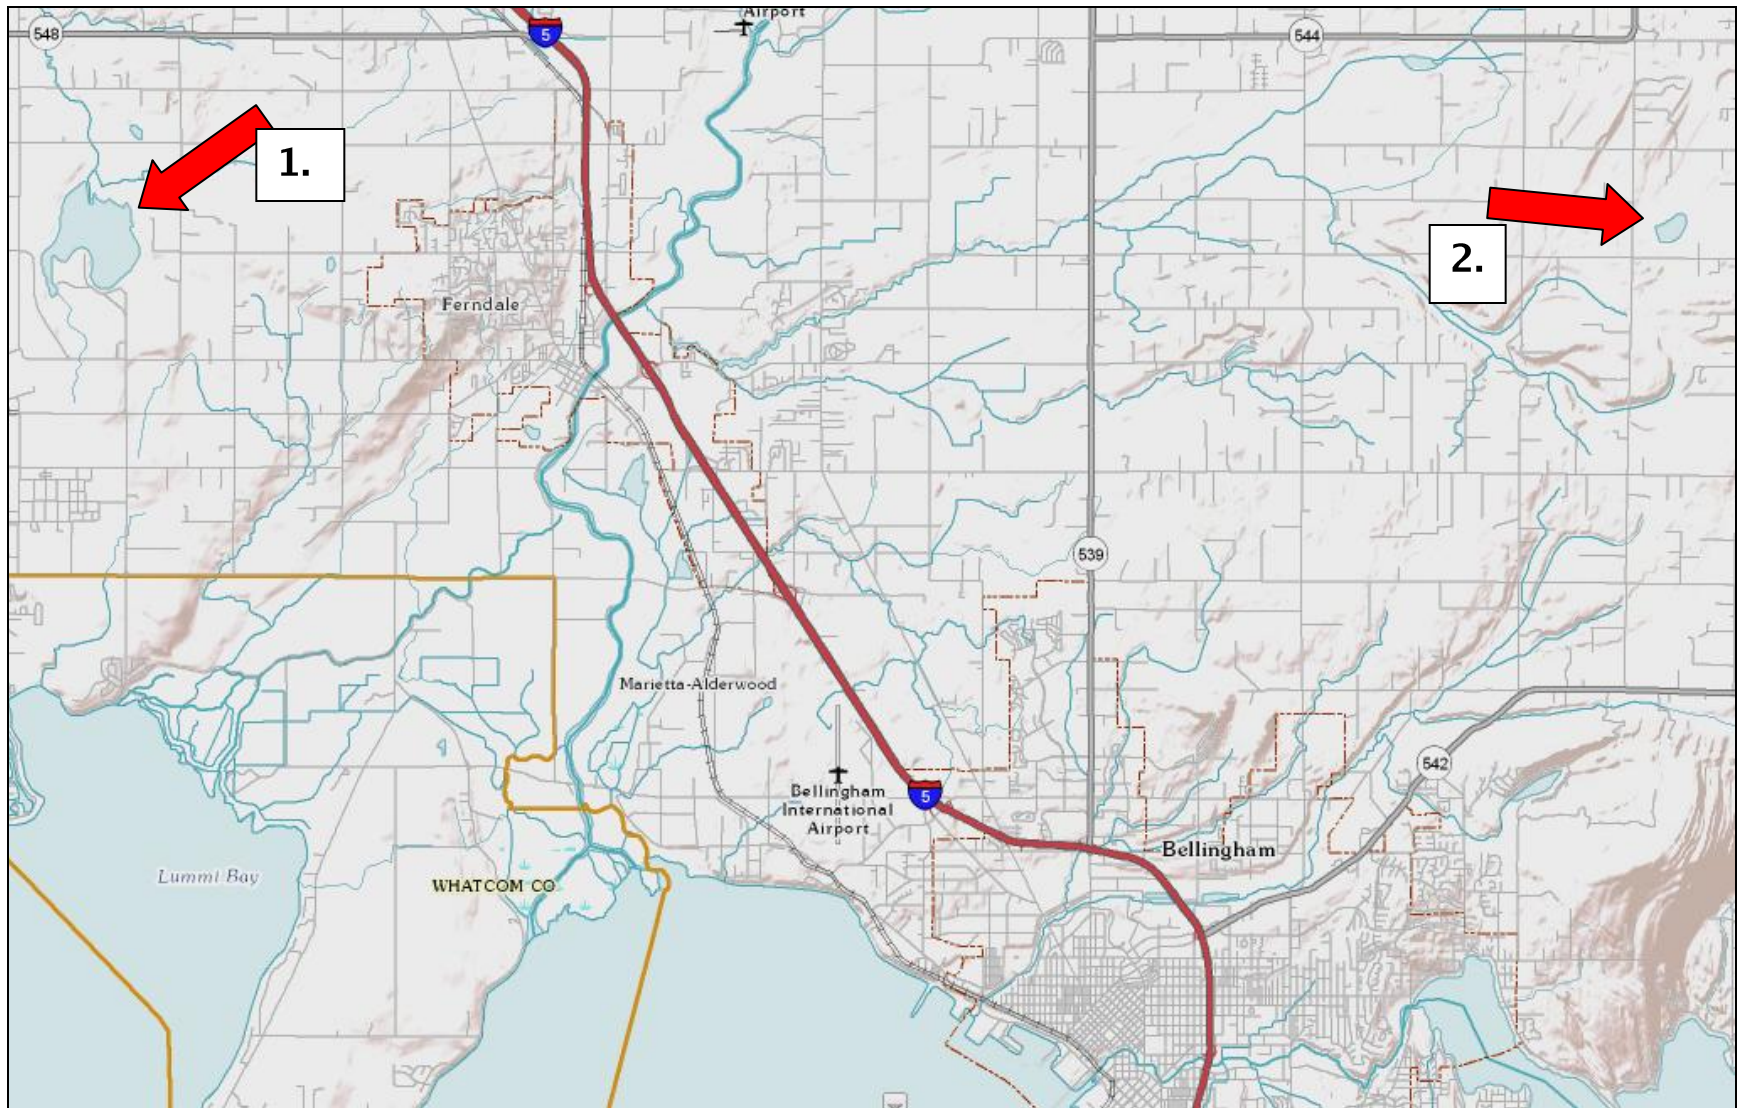 Airport
548
5
544
1.
2.
Ferndale
539
Marietta-Alderwood
542
Bellingham
International
Airport
5
Bellingham
Lummi Bay
WHATCOM CO